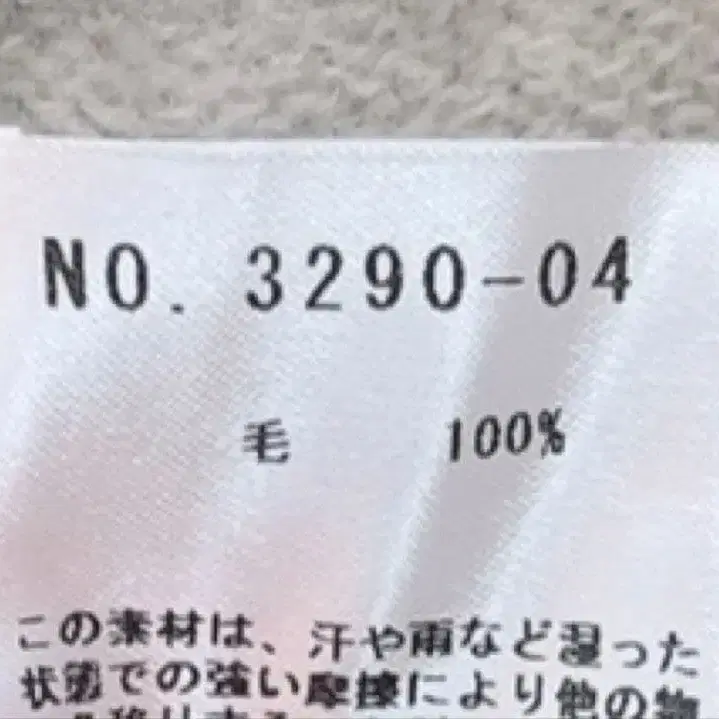 NO. 3290-04
毛 100%
この素材は、汗や雨など湿った
状態での強い摩擦により他の物